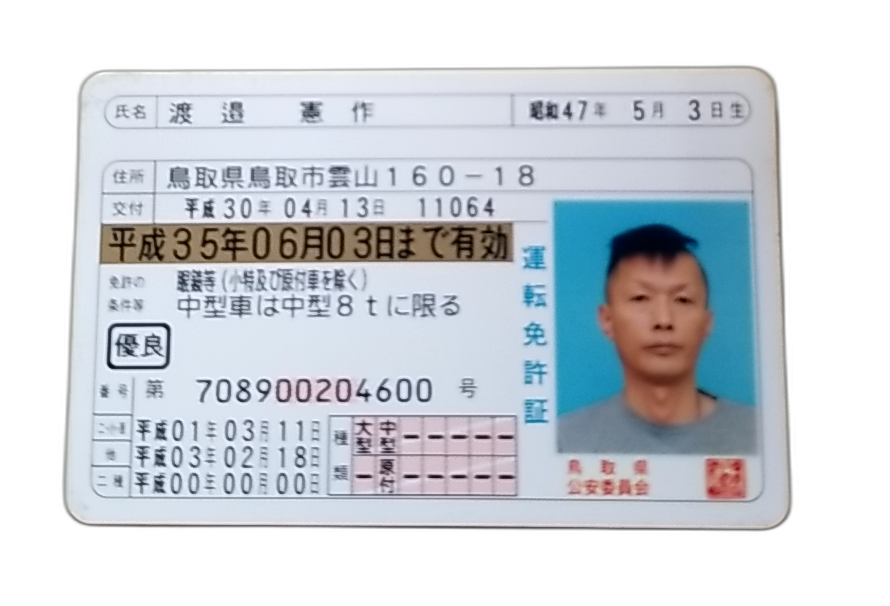 氏名 渡邉 憲作 昭和47年 5月 3日生
住所 鳥取県鳥取市雲山160-18
交付 平成30年04月13日 11064
平成35年06月03日まで有効
免許の条件等 眼鏡等(小特及び原付車を除く)
中型車は中型8tに限る
優良
番号 第 708900204600 号
二・小・原 平成01年03月11日
他 平成03年02月18日
二種 平成00年00月00日
種類 大型 中型 - - - - -
- 原付 - - - - -
運転免許証
鳥取県
公安委員会